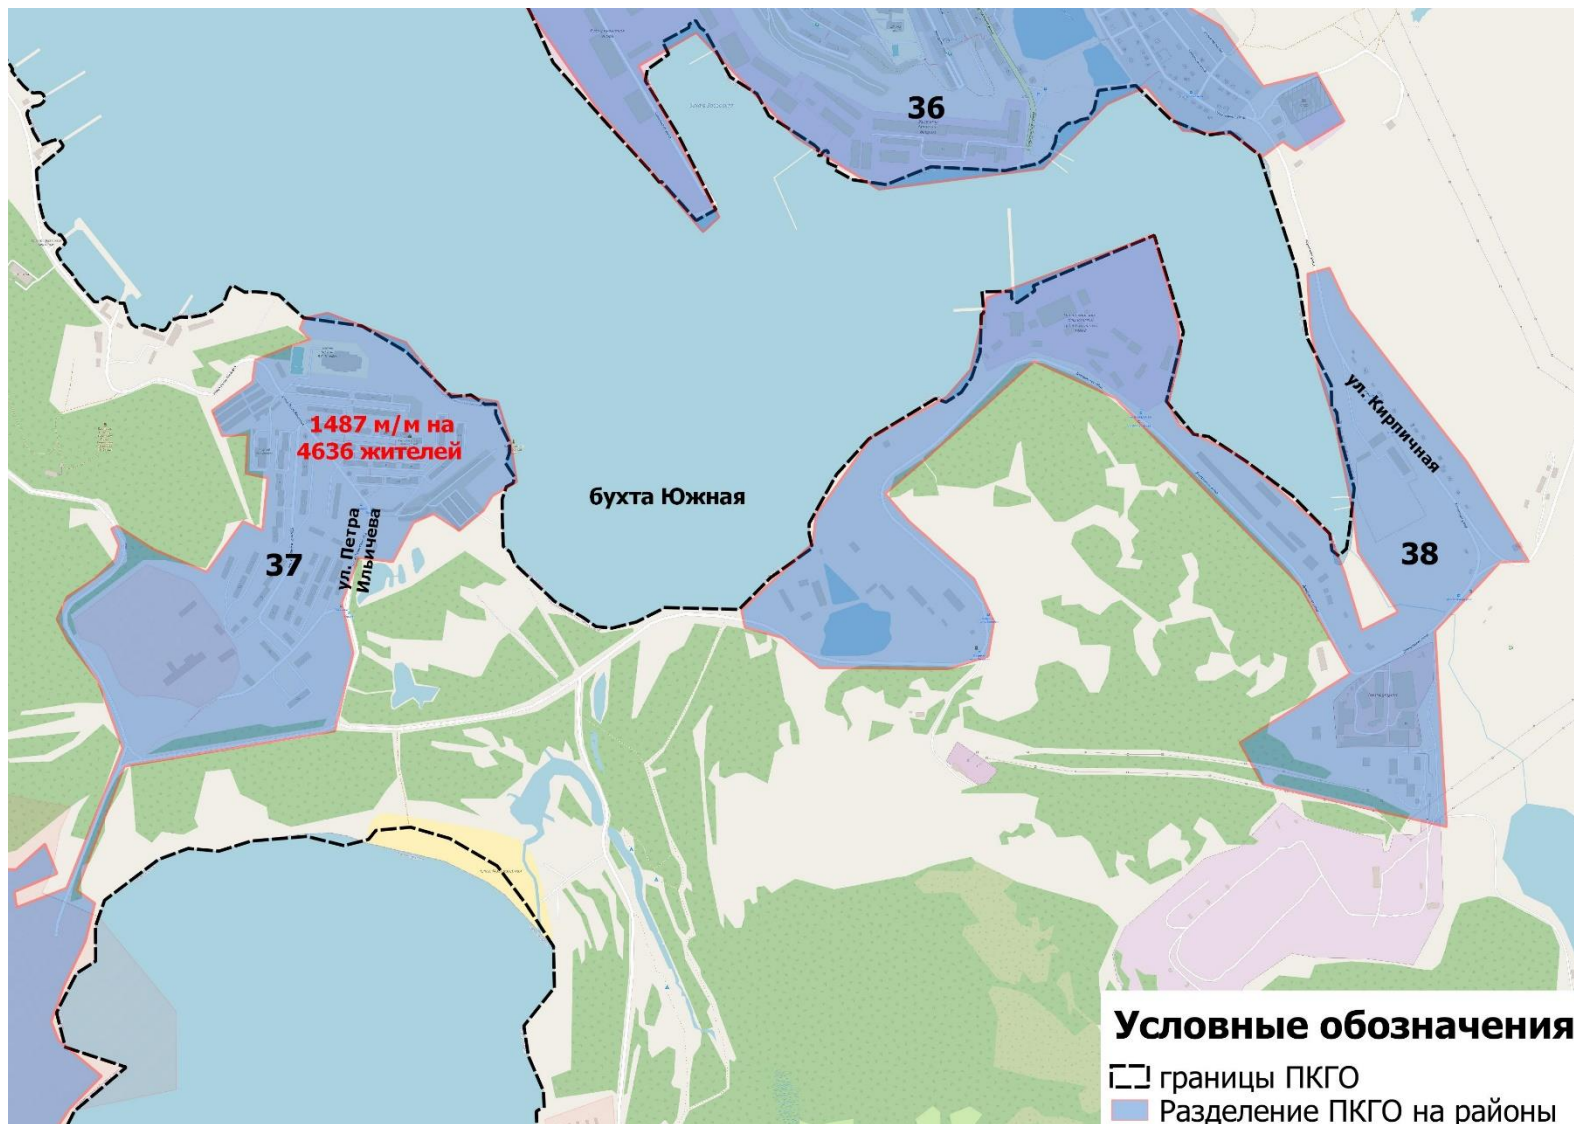 36
ул. Кирпичная
1487 м/м на
4636 жителей
бухта Южная
ул. Петра
Ильичева
37
38
Условные обозначения
границы ПКГО
Разделение ПКГО на районы